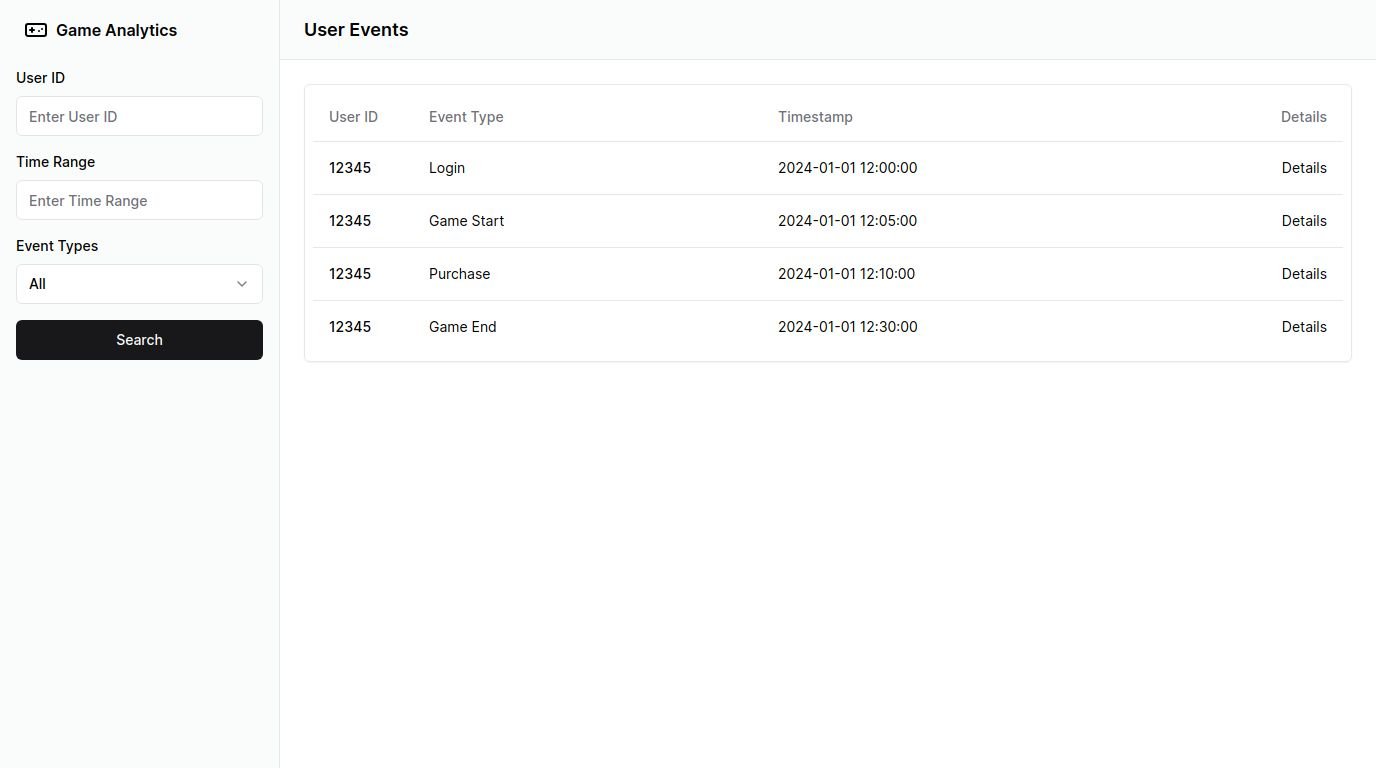 Game Analytics
User ID
Enter User ID
Time Range
Enter Time Range
Event Types
All
Search
User Events
User ID Event Type Timestamp Details
12345 Login 2024-01-01 12:00:00 Details
12345 Game Start 2024-01-01 12:05:00 Details
12345 Purchase 2024-01-01 12:10:00 Details
12345 Game End 2024-01-01 12:30:00 Details